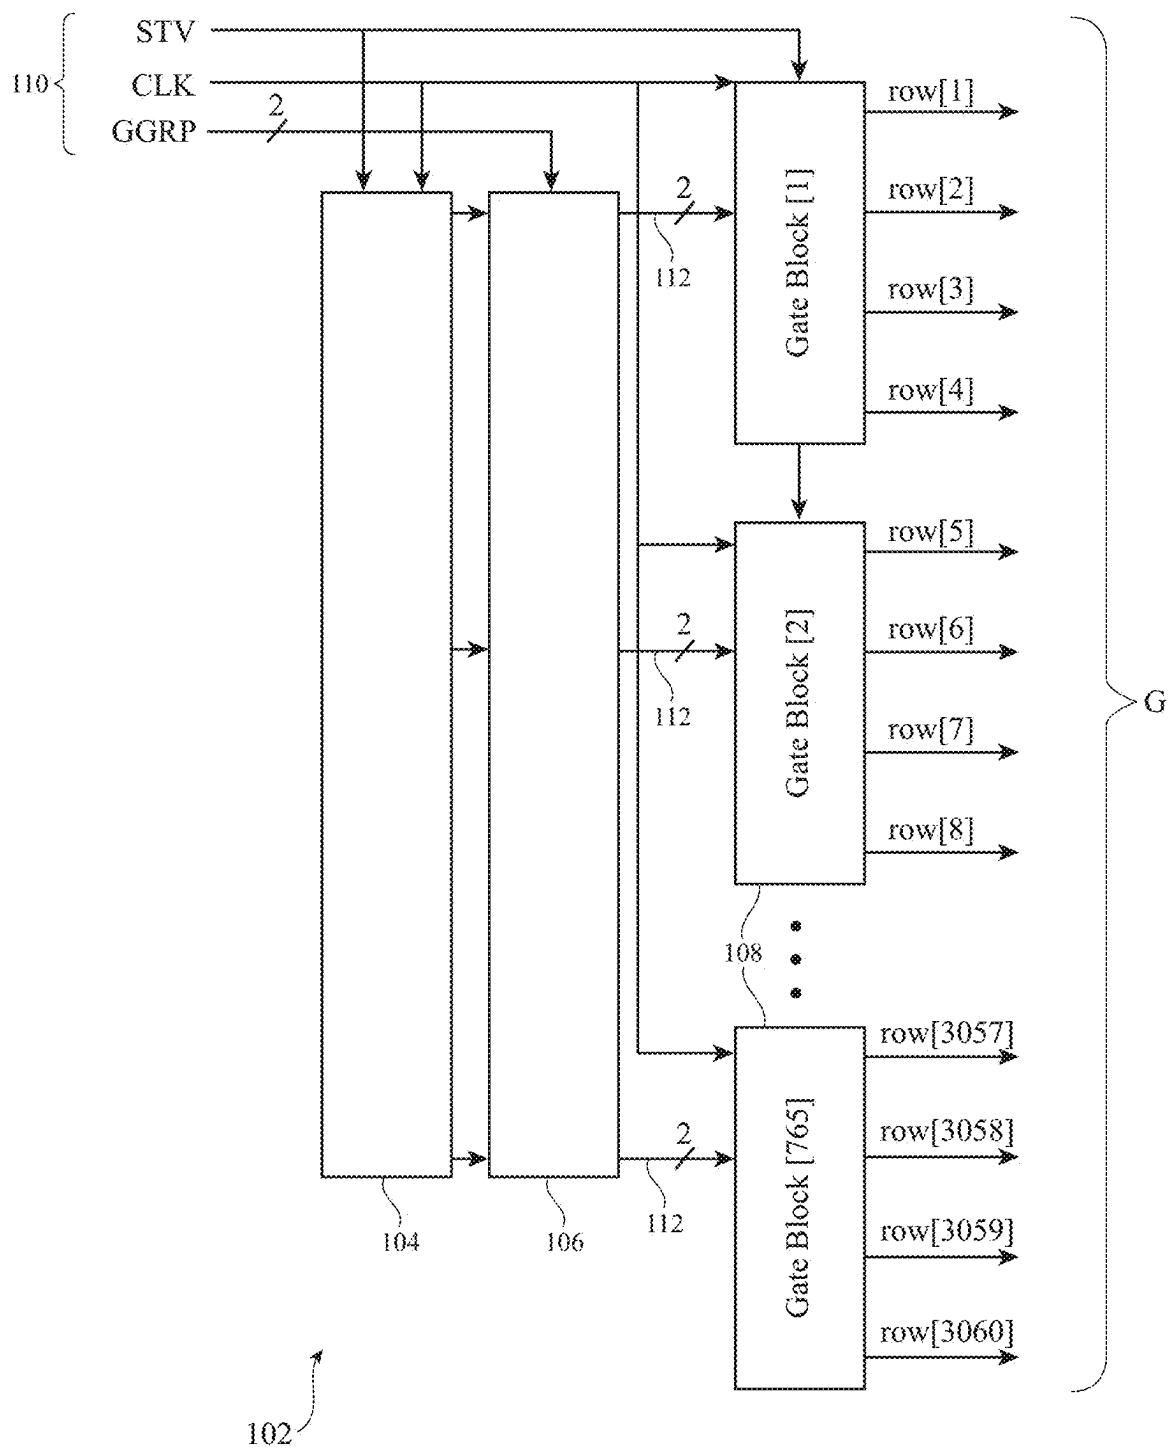 STV
110
CLK
2
GGRP
row[1]
2
row[2]
112
Gate Block [1]
row[3]
row[4]
row[5]
2
row[6]
112
Gate Block [2]
G
row[7]
row[8]
108
row[3057]
2
row[3058]
112
Gate Block [765]
104
106
row[3059]
row[3060]
102